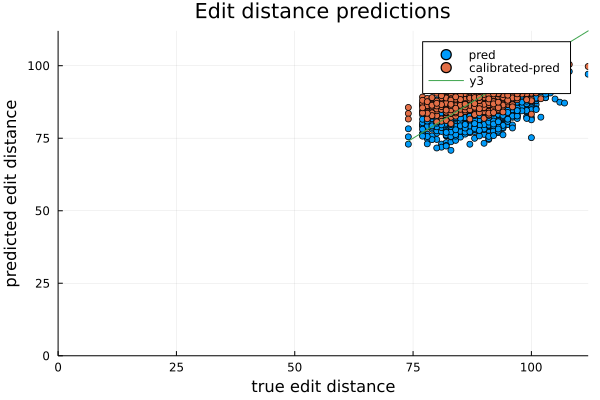 Edit distance predictions
pred
calibrated-pred
y3
100
75
50
25
0
0 25 50 75 100
predicted edit distance
true edit distance